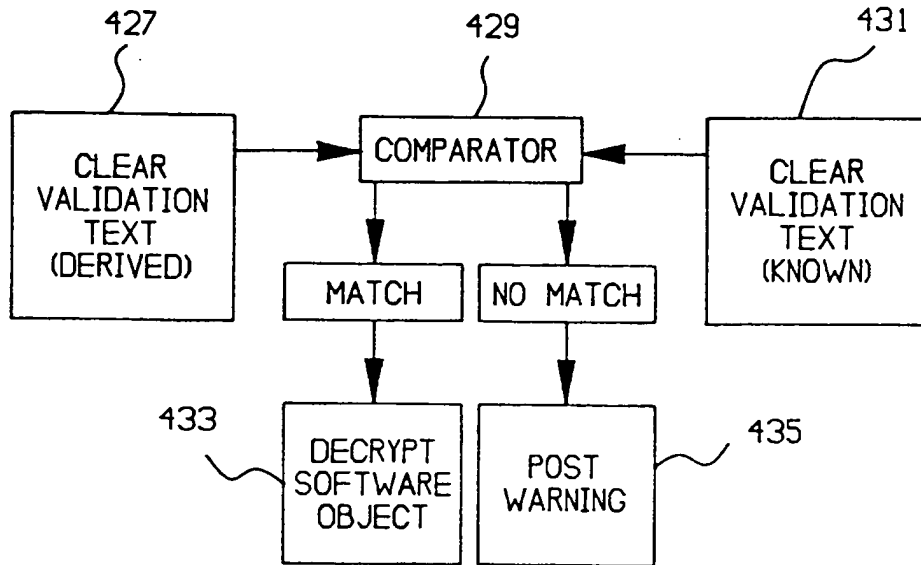 427
429
431
CLEAR
VALIDATION
TEXT
(DERIVED)
COMPARATOR
CLEAR
VALIDATION
TEXT
(KNOWN)
MATCH
NO MATCH
433
DECRYPT
SOFTWARE
OBJECT
POST
WARNING
435